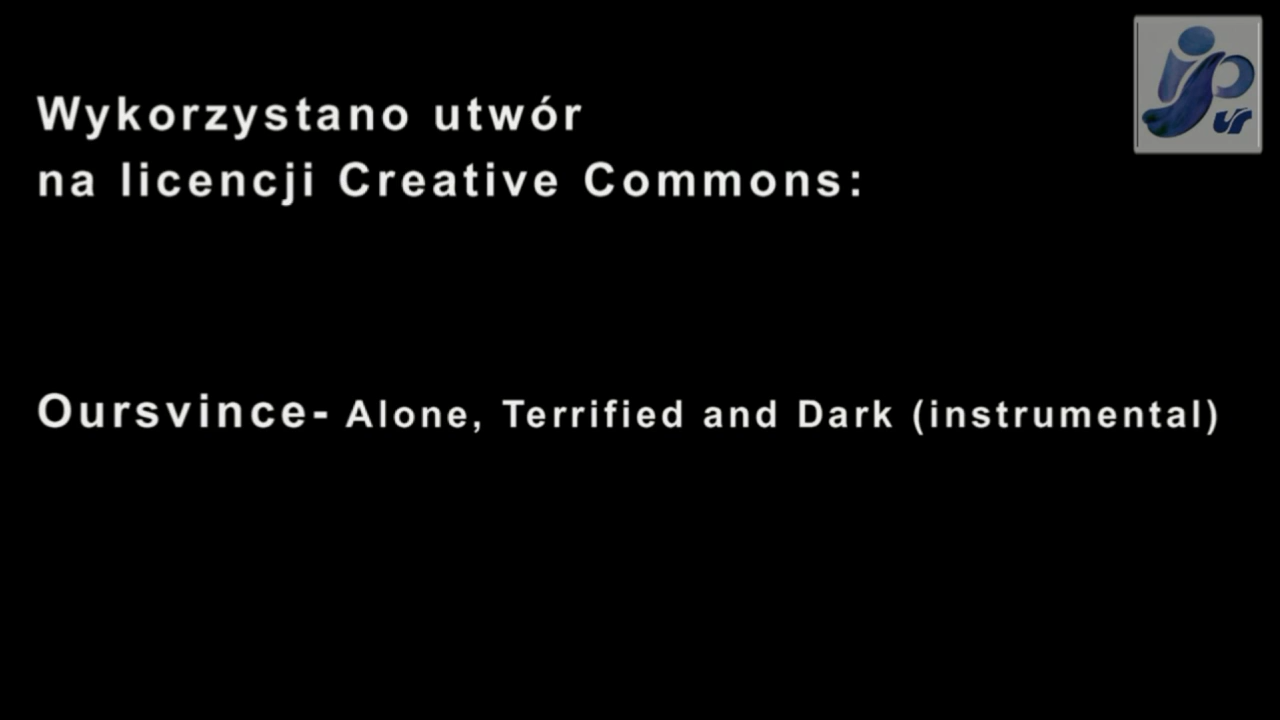 Wykorzystano utwór
na licencji Creative Commons:
Oursvince- Alone, Terrified and Dark (instrumental)